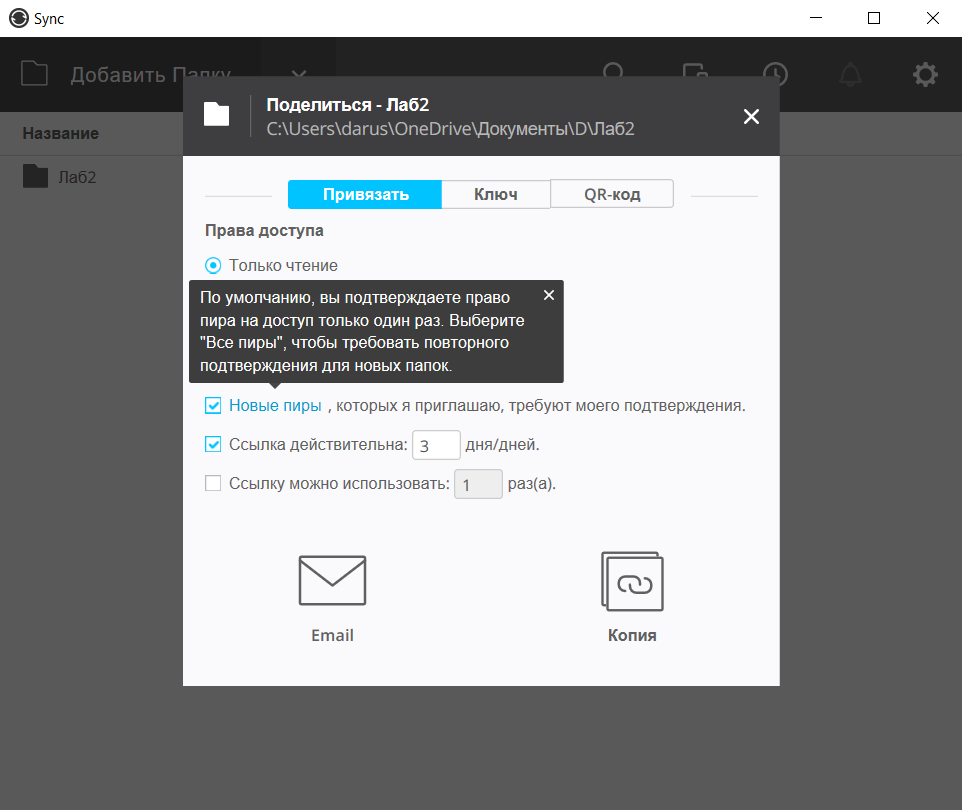 Sync
Добавить Папку
Поделиться - Лаб2
C:\Users\darus\OneDrive\Документы\D\Лаб2
Название
Лаб2
Привязать Ключ QR-код
Права доступа
Только чтение
По умолчанию, вы подтверждаете право
пира на доступ только один раз. Выберите
"Все пиры", чтобы требовать повторного
подтверждения для новых папок.
Новые пиры , которых я приглашаю, требуют моего подтверждения.
Ссылка действительна: 3 дня/дней.
Ссылку можно использовать: 1 раз(а).
Email Копия